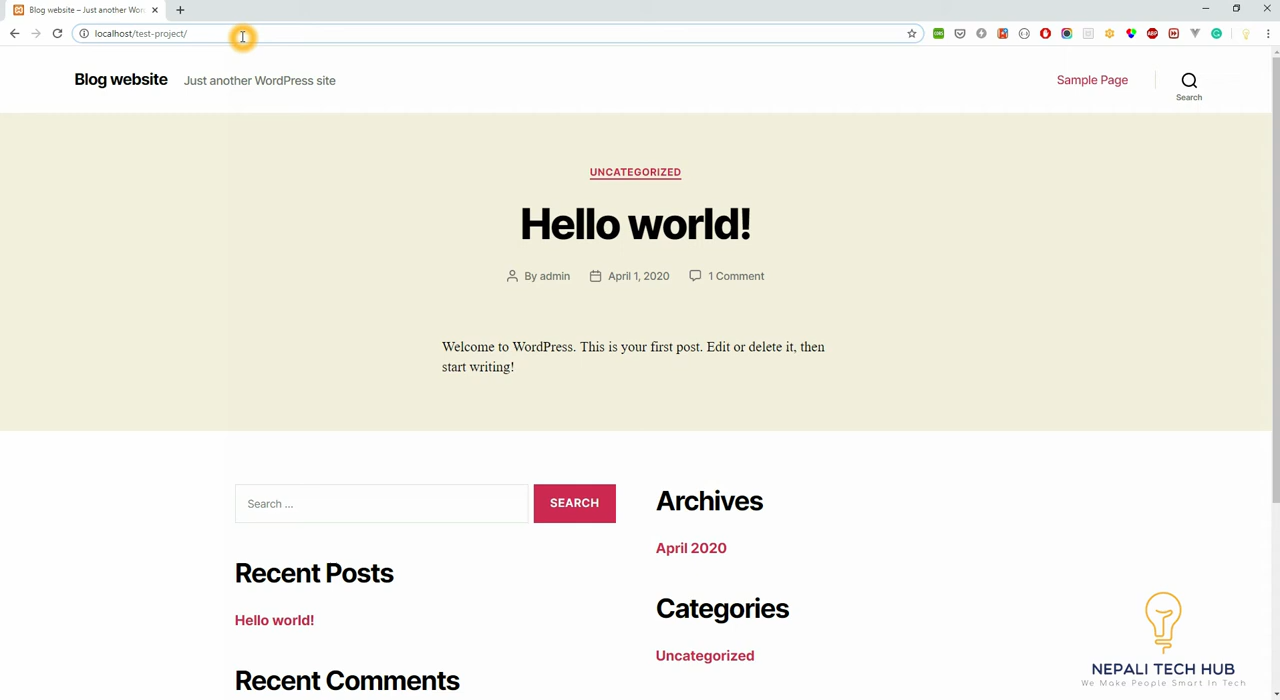 Blog website – Just another Wor
localhost/test-project/
Blog website
Just another WordPress site
Sample Page
Search
UNCATEGORIZED
Hello world!
By admin
April 1, 2020
1 Comment
Welcome to WordPress. This is your first post. Edit or delete it, then
start writing!
Search …
SEARCH
Archives
April 2020
Recent Posts
Categories
Hello world!
Uncategorized
Recent Comments
NEPALI TECH HUB
We Make People Smart In Tech